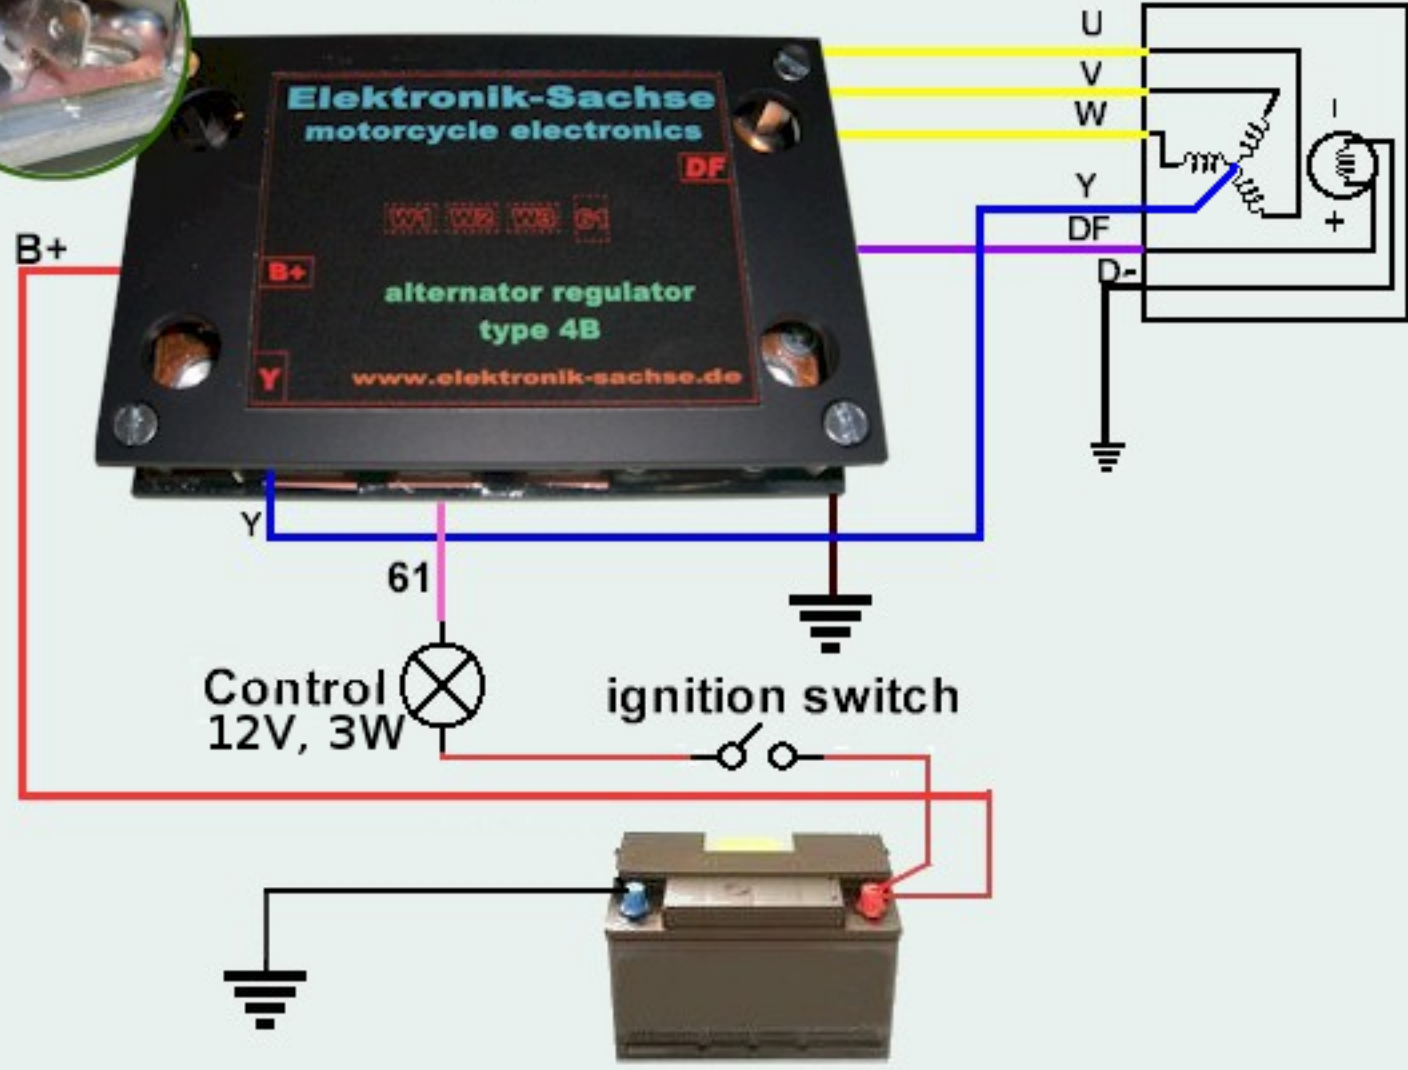 U
V
W
Y
DF
D-
Elektronik-Sachse
motorcycle electronics
DF
W1 W2 W3 61
B+
B+
alternator regulator
type 4B
Y
www.elektronik-sachse.de
Y
61
Control
12V, 3W
ignition switch
-
+